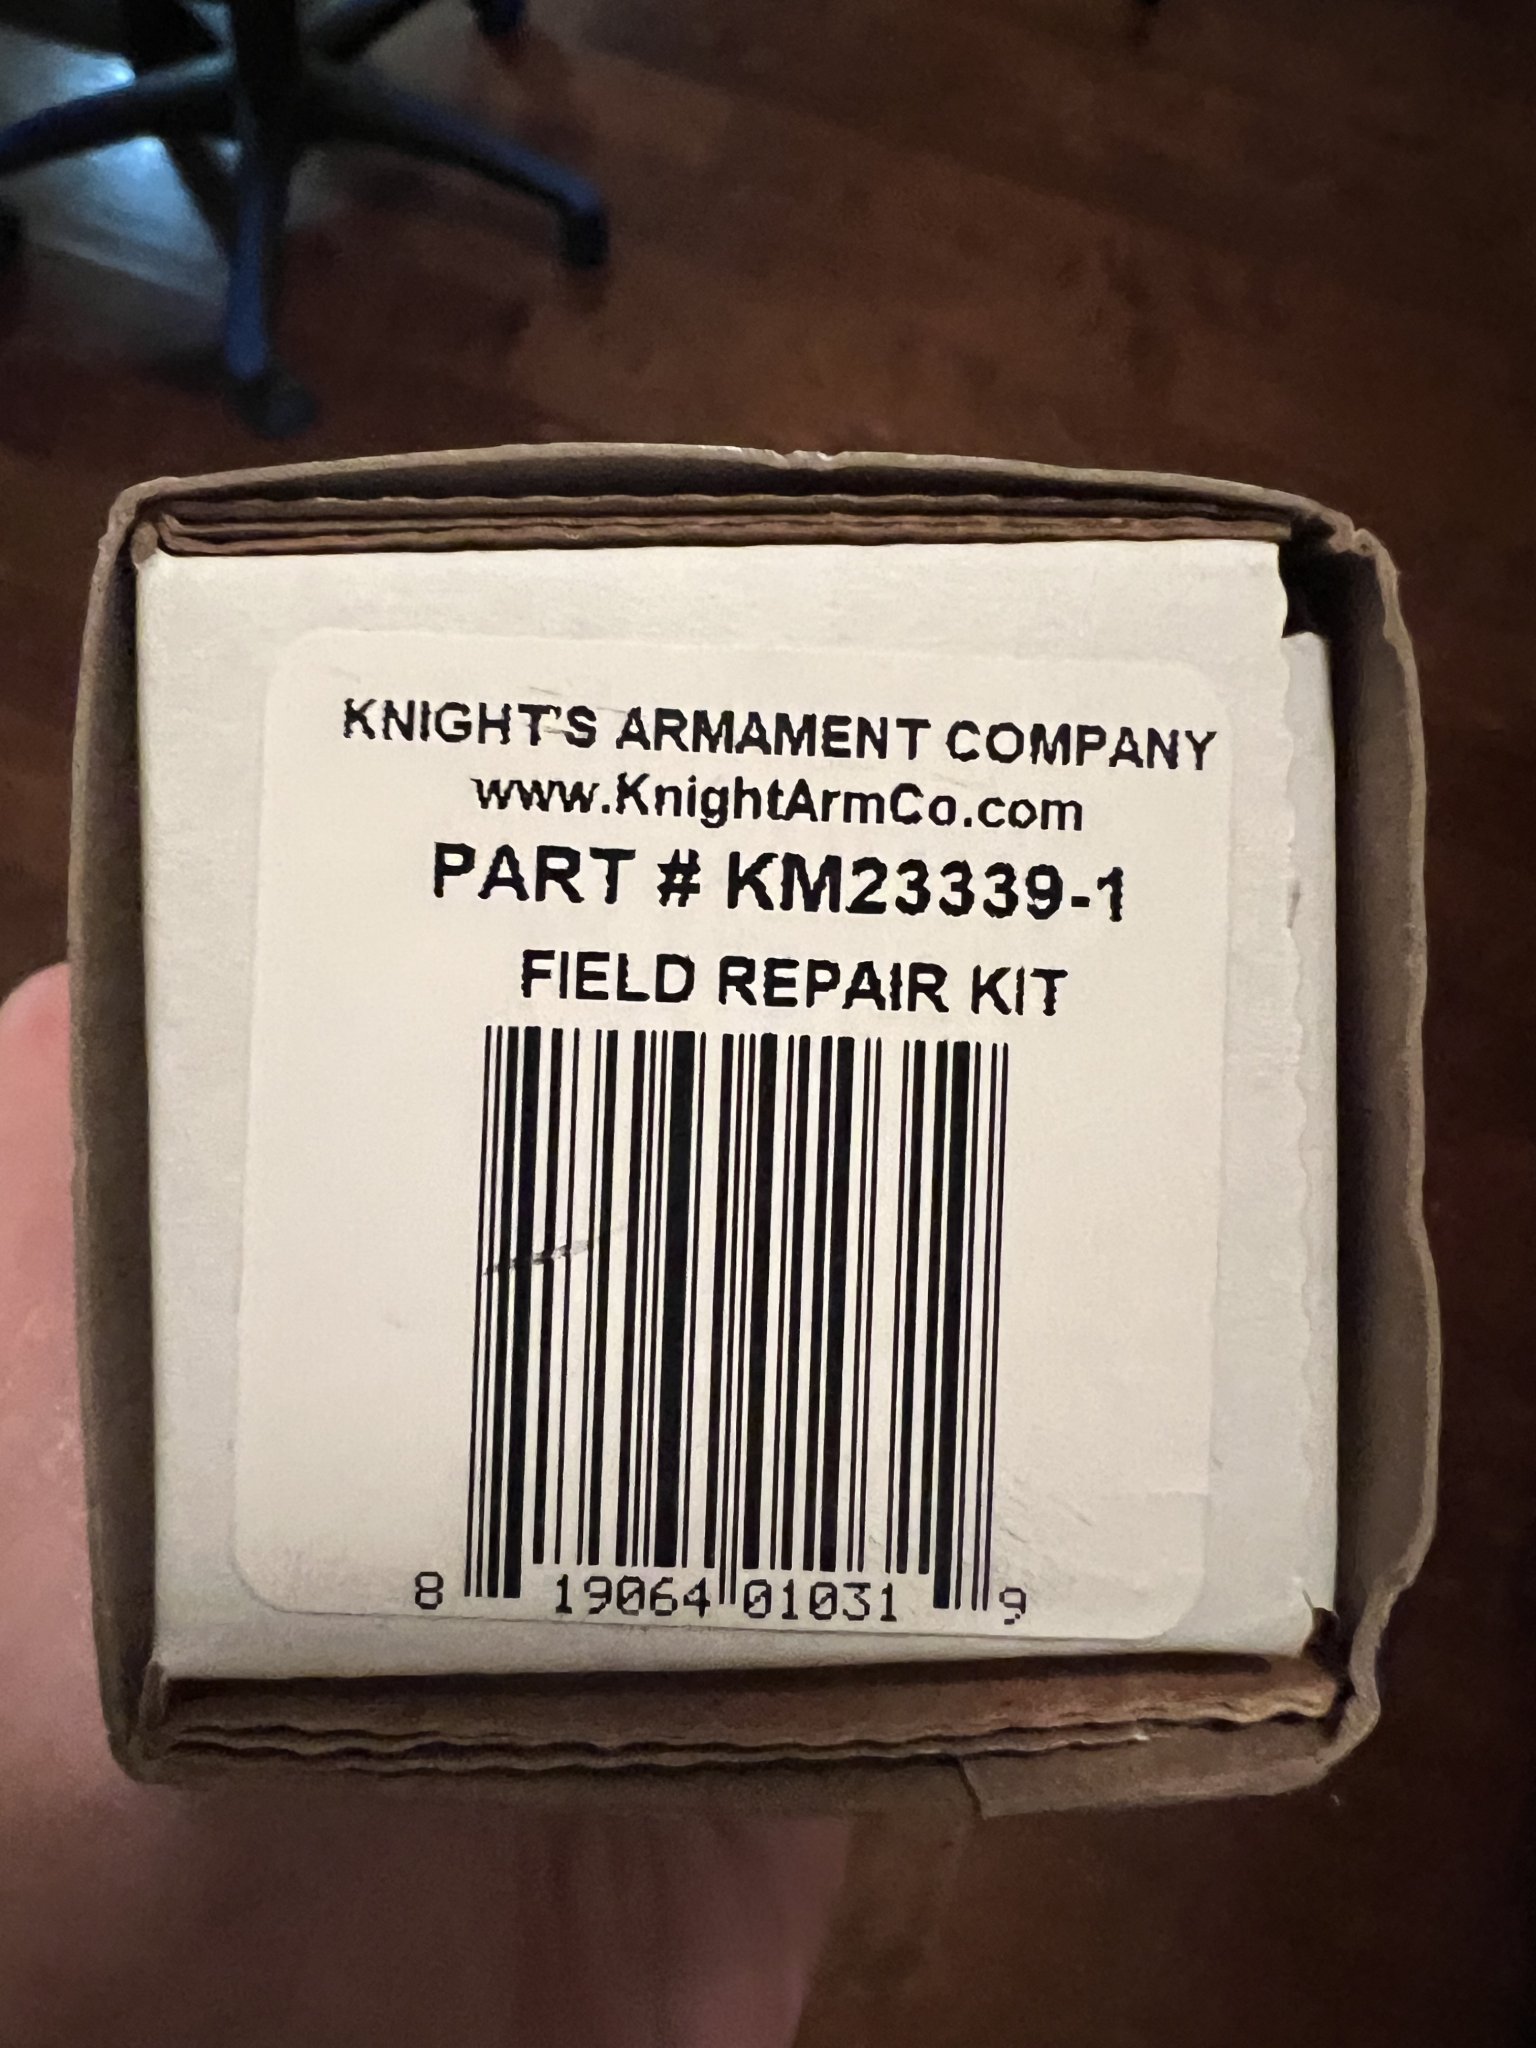 KNIGHT'S ARMAMENT COMPANY
www.KnightArmCo.com
PART # KM23339-1
FIELD REPAIR KIT
8 19064 01031 9